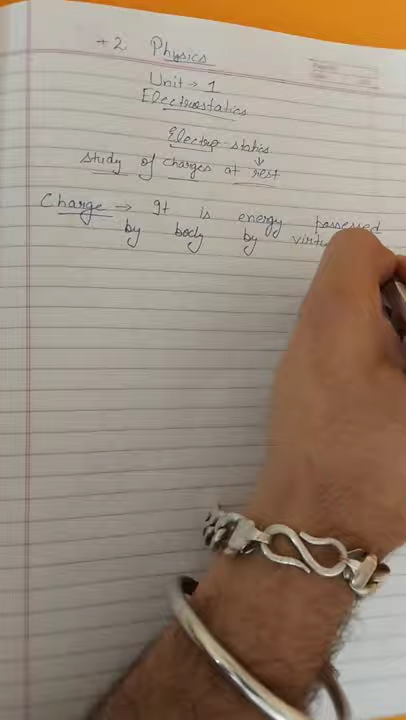 +2 Physics
Unit → 1
Electrostatics
Electro statics
study of charges at rest
Charge → It is energy possessed
by body by virtu